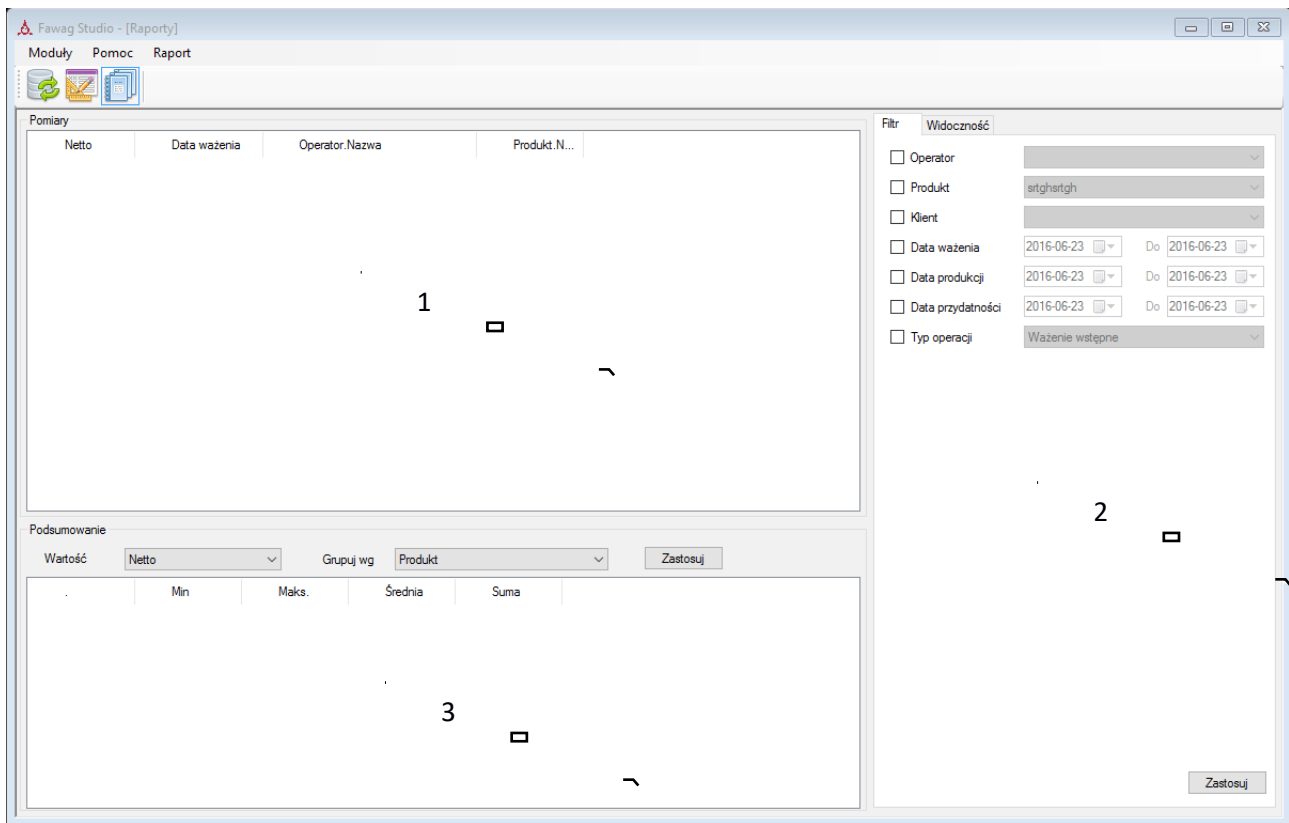 Fawag Studio - [Raporty]
Moduły Pomoc Raport
Pomiary
Netto Data ważenia Operator.Nazwa Produkt.N...
1
Podsumowanie
Wartość Netto Grupuj wg Produkt Zastosuj
. Min Maks. Średnia Suma
3
Filtr Widoczność
Operator
Produkt srtghsrtgh
Klient
Data ważenia 2016-06-23 Do 2016-06-23
Data produkcji 2016-06-23 Do 2016-06-23
Data przydatności 2016-06-23 Do 2016-06-23
Typ operacji Ważenie wstępne
2
Zastosuj